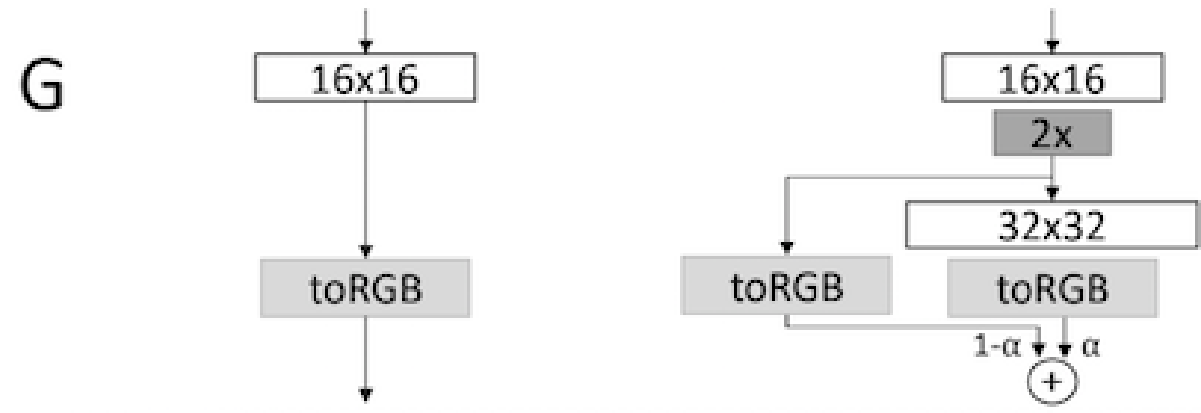 G
16x16
toRGB
16x16
2x
32x32
toRGB
toRGB
1-α
α
+